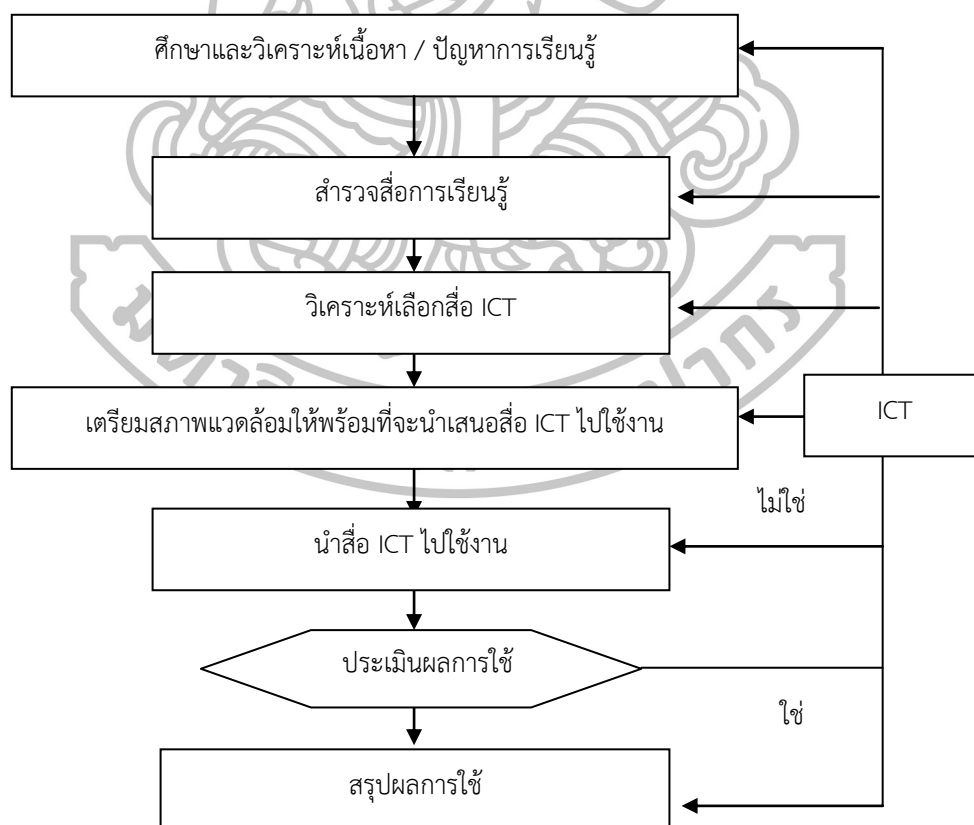 ศึกษาและวิเคราะห์เนื้อหา / ปัญหาการเรียนรู้
สำรวจสื่อการเรียนรู้
วิเคราะห์เลือกสื่อ ICT
เตรียมสภาพแวดล้อมให้พร้อมที่จะนำเสนอสื่อ ICT ไปใช้งาน
ICT
ไม่ใช่
นำสื่อ ICT ไปใช้งาน
ประเมินผลการใช้
ใช่
สรุปผลการใช้